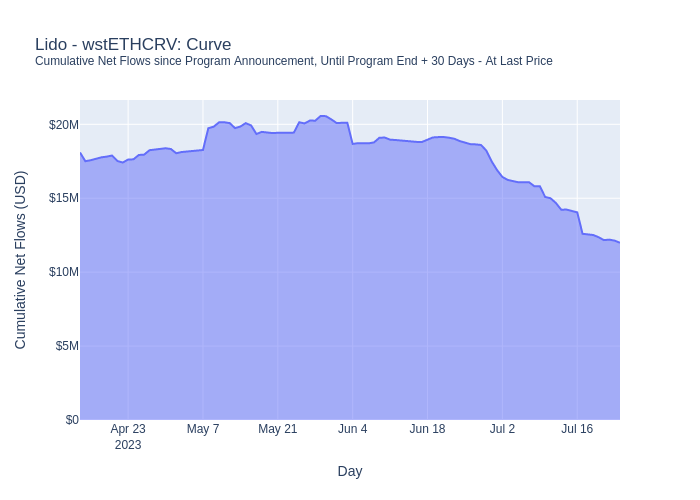 Lido - wstETHCRV: Curve
Cumulative Net Flows since Program Announcement, Until Program End + 30 Days - At Last Price
Cumulative Net Flows (USD)
$20M
$15M
$10M
$5M
$0
Apr 23
2023
May 7
May 21
Jun 4
Jun 18
Jul 2
Jul 16
Day